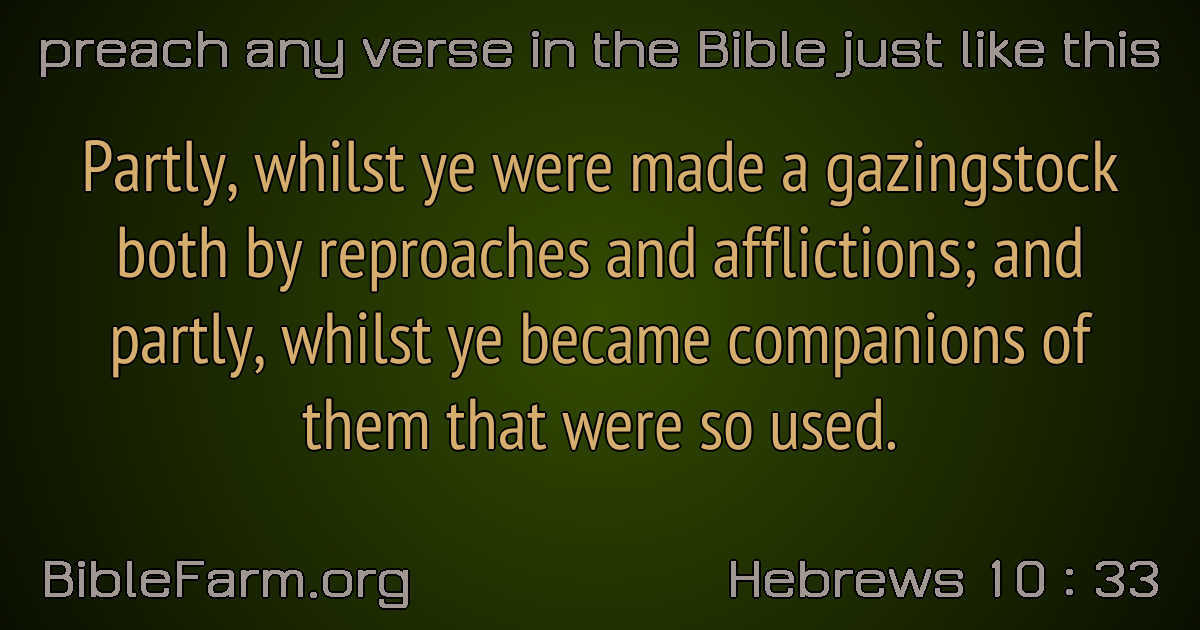 preach any verse in the Bible just like this
Partly, whilst ye were made a gazingstock
both by reproaches and afflictions; and
partly, whilst ye became companions of
them that were so used.
BibleFarm.org
Hebrews 10 : 33